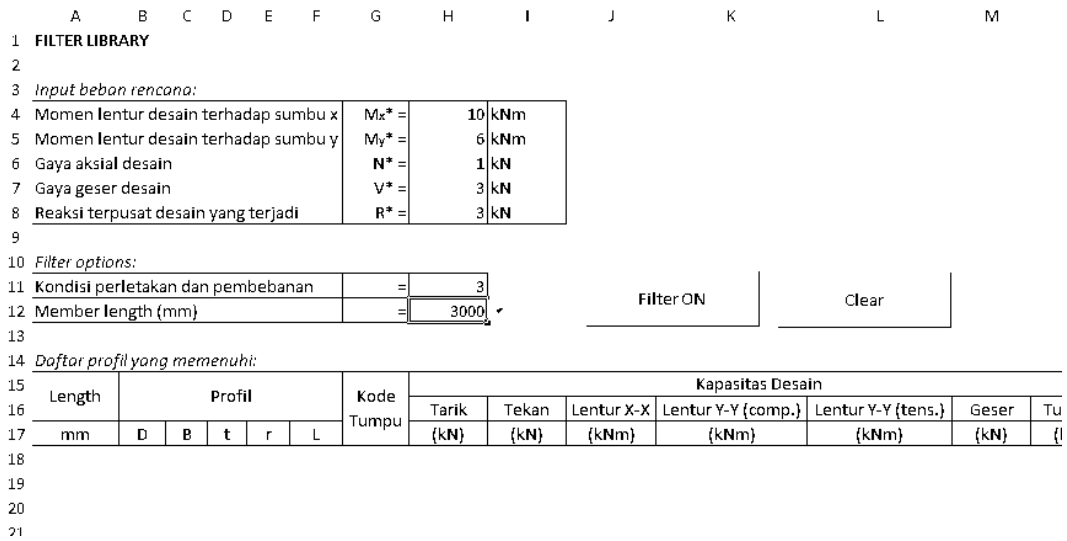 A B C D E F G H I J K L M
1 FILTER LIBRARY
2
3 Input beban rencana:
4 Momen lentur desain terhadap sumbu x Mx* = 10 kNm
5 Momen lentur desain terhadap sumbu y My* = 6 kNm
6 Gaya aksial desain N* = 1 kN
7 Gaya geser desain V* = 3 kN
8 Reaksi terpusat desain yang terjadi R* = 3 kN
9
10 Filter options:
11 Kondisi perletakan dan pembebanan = 3
12 Member length (mm) = 3000
Filter ON Clear
13
14 Daftar profil yang memenuhi:
15 Length Profil Kode Tumpu Kapasitas Desain
16 Tarik Tekan Lentur X-X Lentur Y-Y (comp.) Lentur Y-Y (tens.) Geser
17 mm D B t r L (kN) (kN) (kNm) (kNm) (kNm) (kN)
18
19
20
21